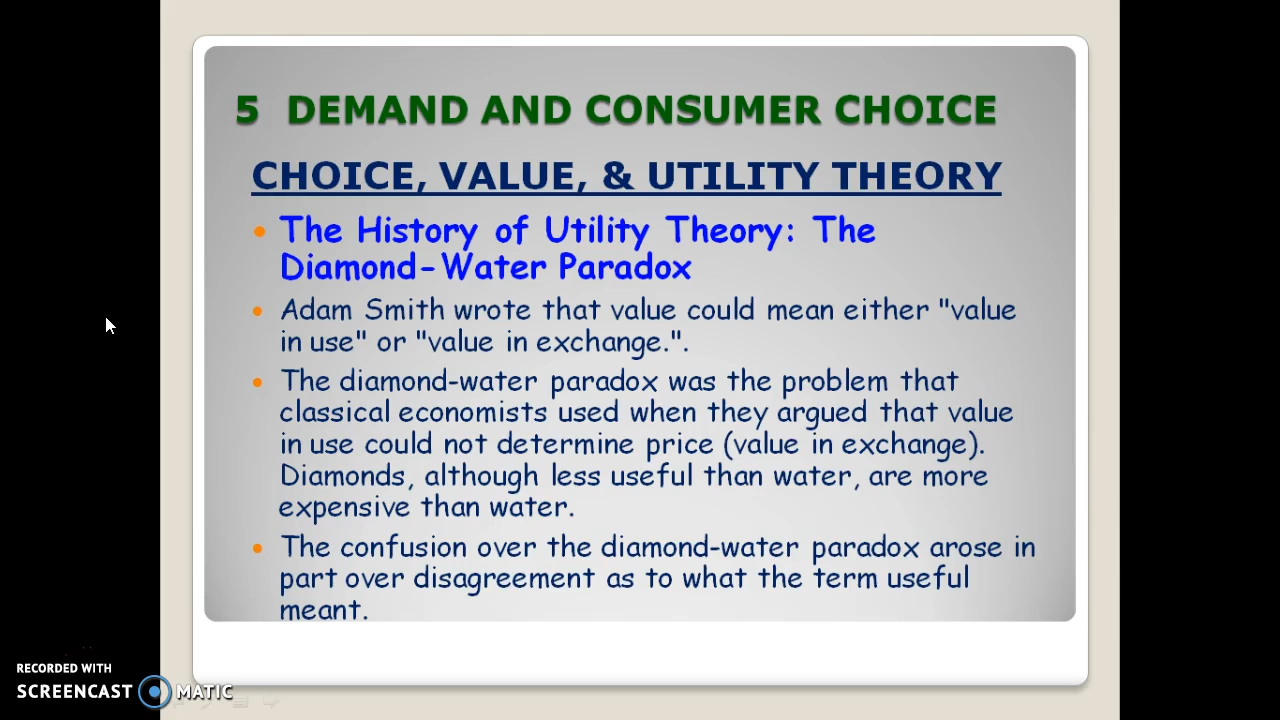 5 DEMAND AND CONSUMER CHOICE
CHOICE, VALUE, & UTILITY THEORY
The History of Utility Theory: The
Diamond-Water Paradox
Adam Smith wrote that value could mean either "value
in use" or "value in exchange.".
The diamond-water paradox was the problem that
classical economists used when they argued that value
in use could not determine price (value in exchange).
Diamonds, although less useful than water, are more
expensive than water.
The confusion over the diamond-water paradox arose in
part over disagreement as to what the term useful
meant.
RECORDED WITH
SCREENCAST MATIC